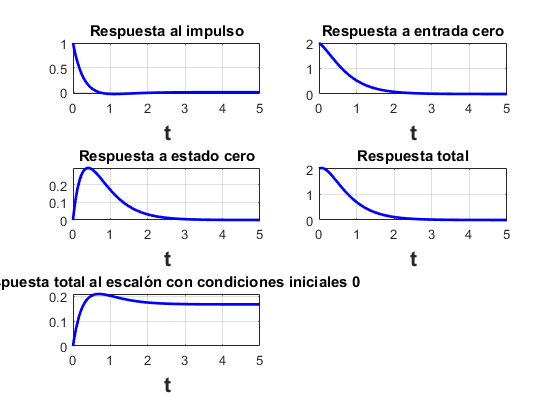 Respuesta al impulso
1
0.5
0
0 1 2 3 4 5
t
Respuesta a entrada cero
2
1
0
0 1 2 3 4 5
t
Respuesta a estado cero
0.2
0.1
0
0 1 2 3 4 5
t
Respuesta total
2
1
0
0 1 2 3 4 5
t
spuesta total al escalón con condiciones iniciales 0
0.2
0.1
0
0 1 2 3 4 5
t